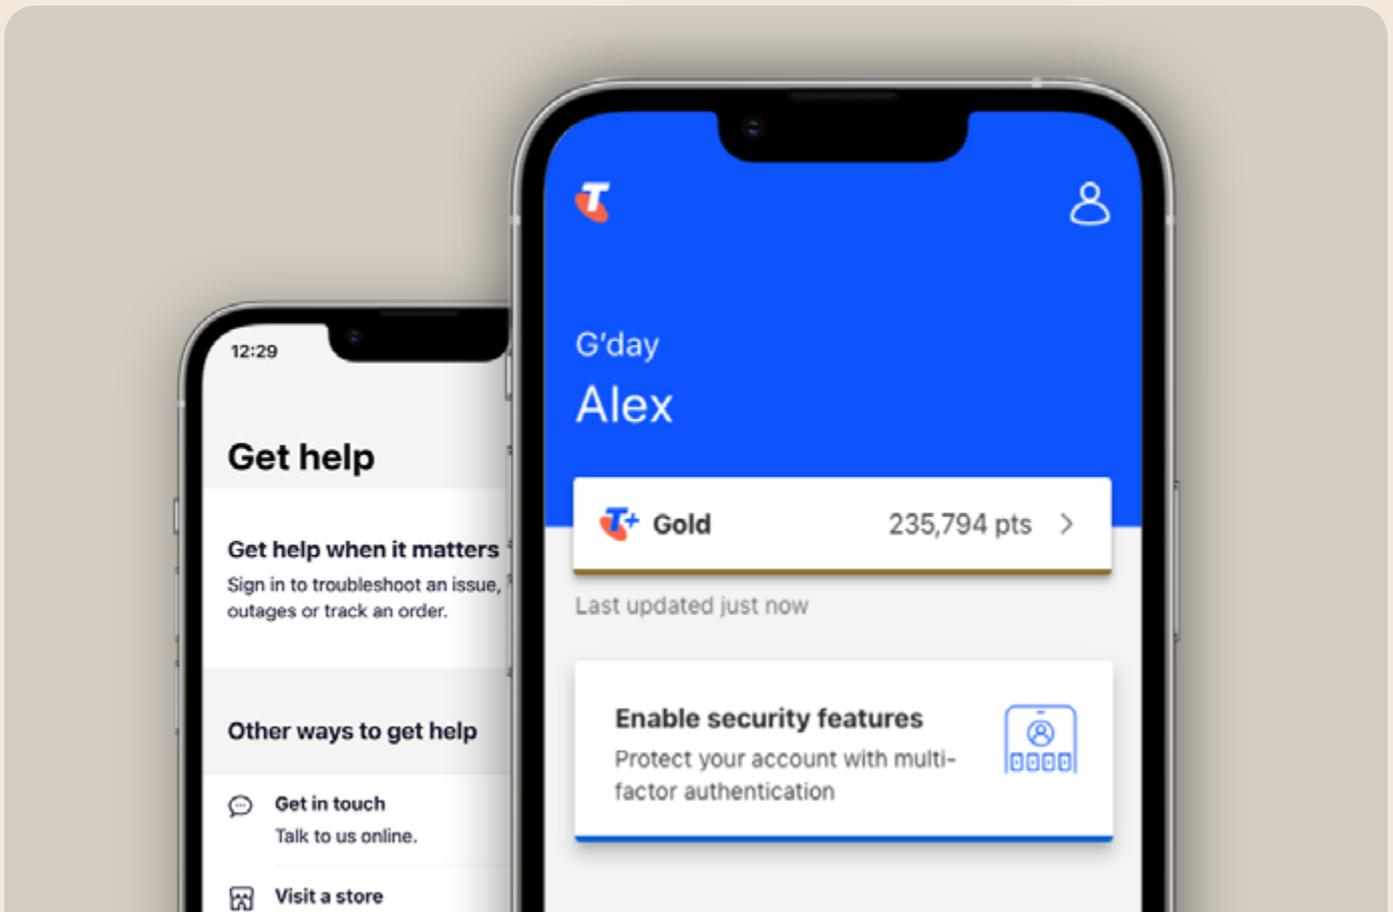 12:29
Get help
Get help when it matters
Sign in to troubleshoot an issue,
outages or track an order.
Other ways to get help
Get in touch
Talk to us online.
Visit a store
T
G'day
Alex
T+ Gold 235,794 pts
Last updated just now
Enable security features
Protect your account with multi-
factor authentication